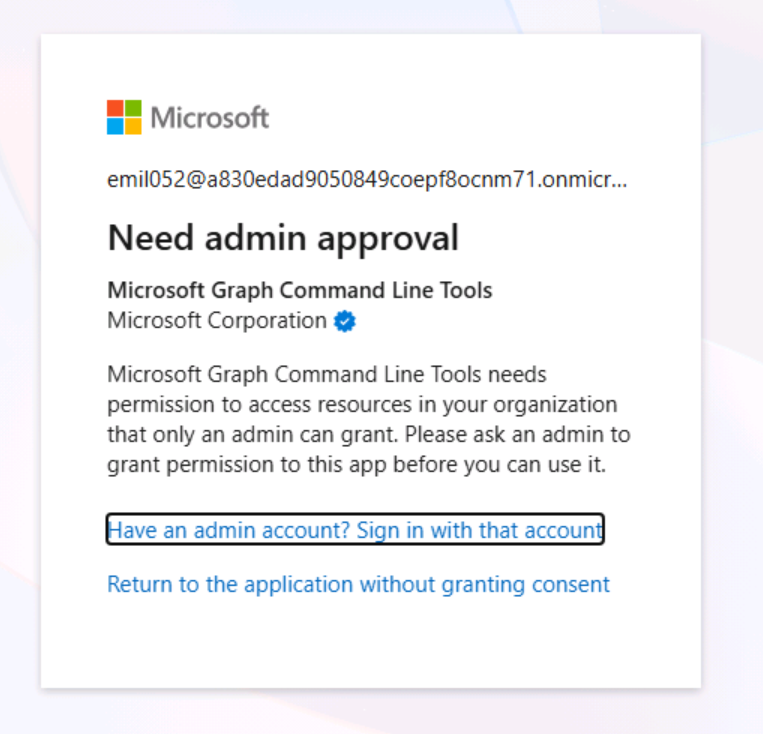 Microsoft
emil052@a830edad9050849coepf8ocnm71.onmicr...
Need admin approval
Microsoft Graph Command Line Tools
Microsoft Corporation
Microsoft Graph Command Line Tools needs
permission to access resources in your organization
that only an admin can grant. Please ask an admin to
grant permission to this app before you can use it.
Have an admin account? Sign in with that account
Return to the application without granting consent